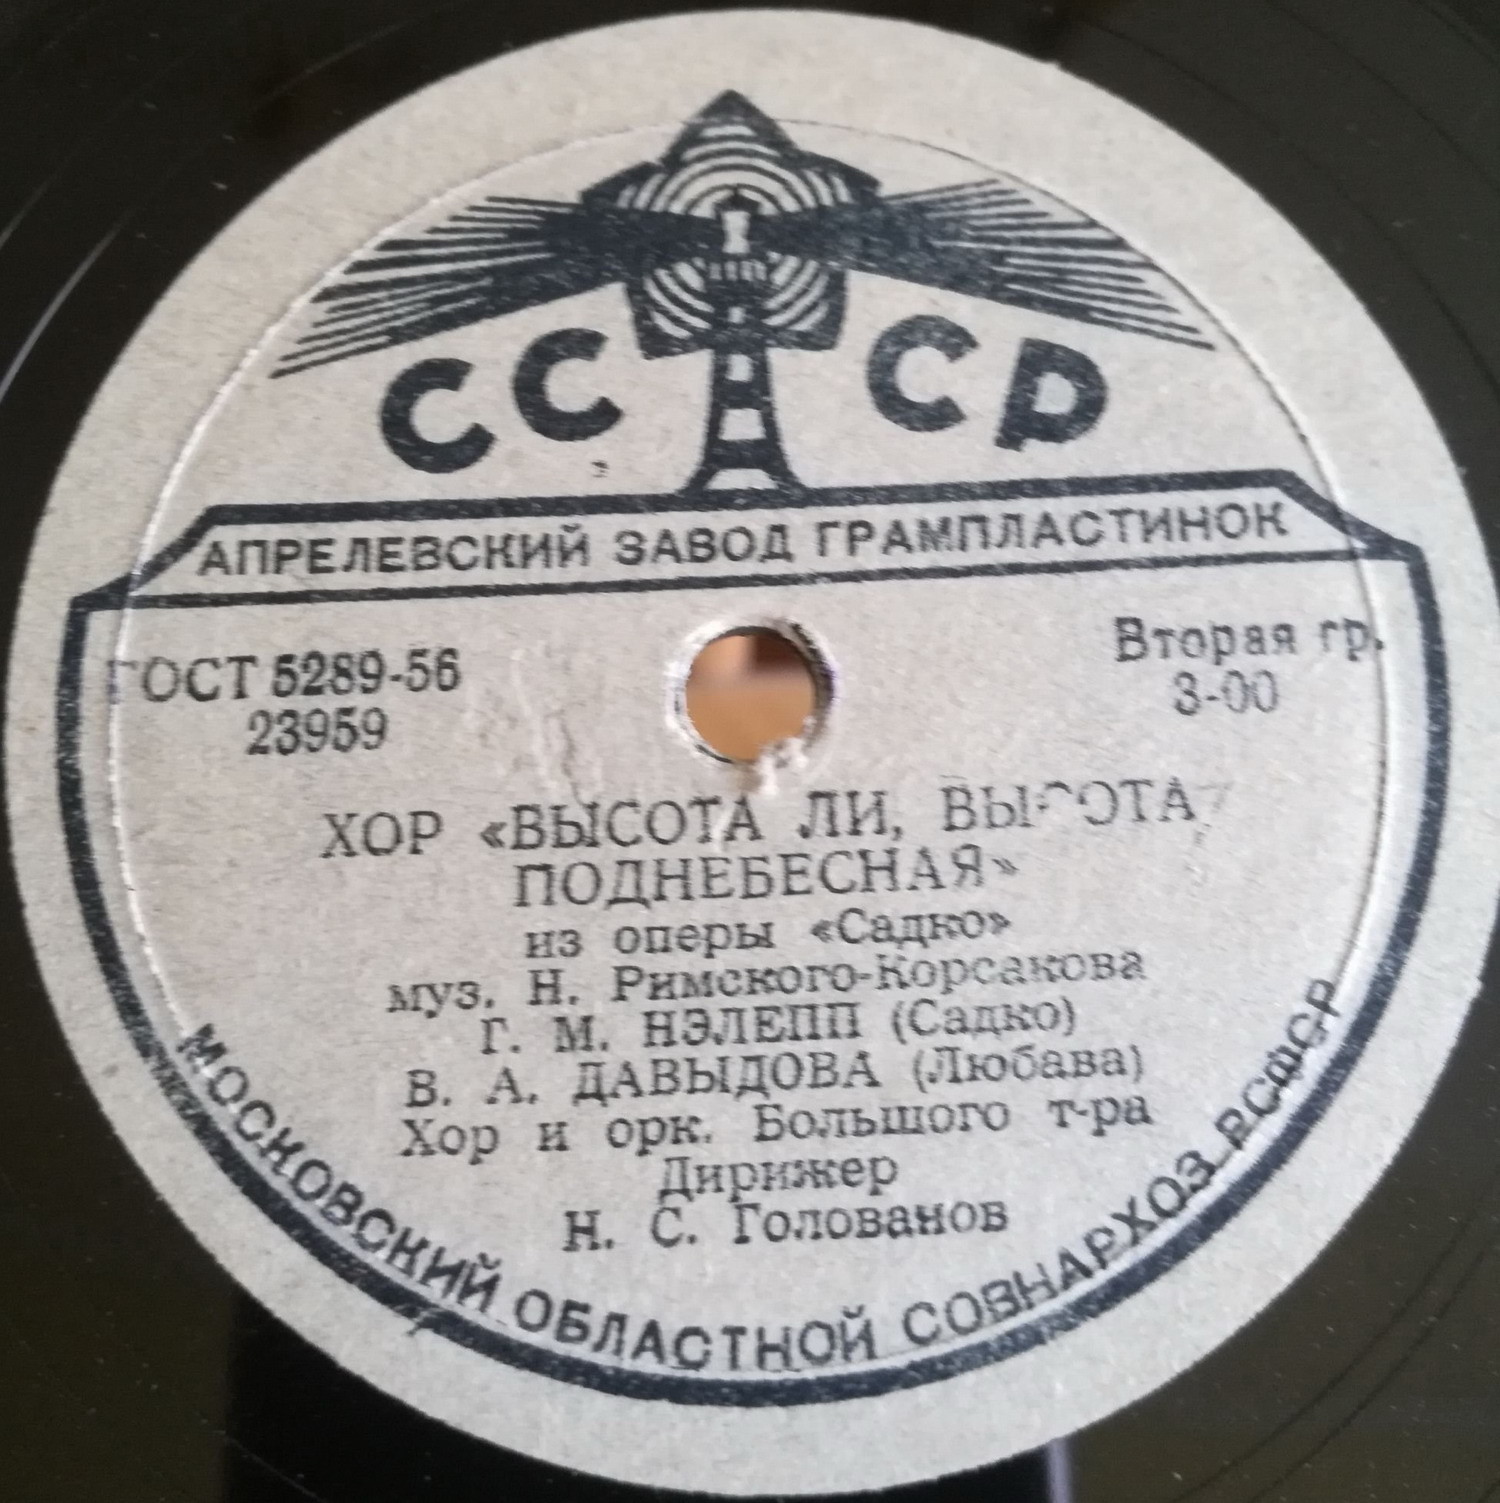 СССР
АПРЕЛЕВСКИЙ ЗАВОД ГРАМПЛАСТИНОК
ГОСТ 5289-56
23959
Вторая гр.
3-00
ХОР «ВЫСОТА ЛИ, ВЫСОТА
ПОДНЕБЕСНАЯ»
из оперы «Садко»
муз. Н. Римского-Корсакова
Г. М. НЭЛЕПП (Садко)
В. А. ДАВЫДОВА (Любава)
Хор и орк. Большого т-ра
Дирижер
Н. С. Голованов
МОСКОВСКИЙ ОБЛАСТНОЙ СОВНАРХОЗ РСФСР